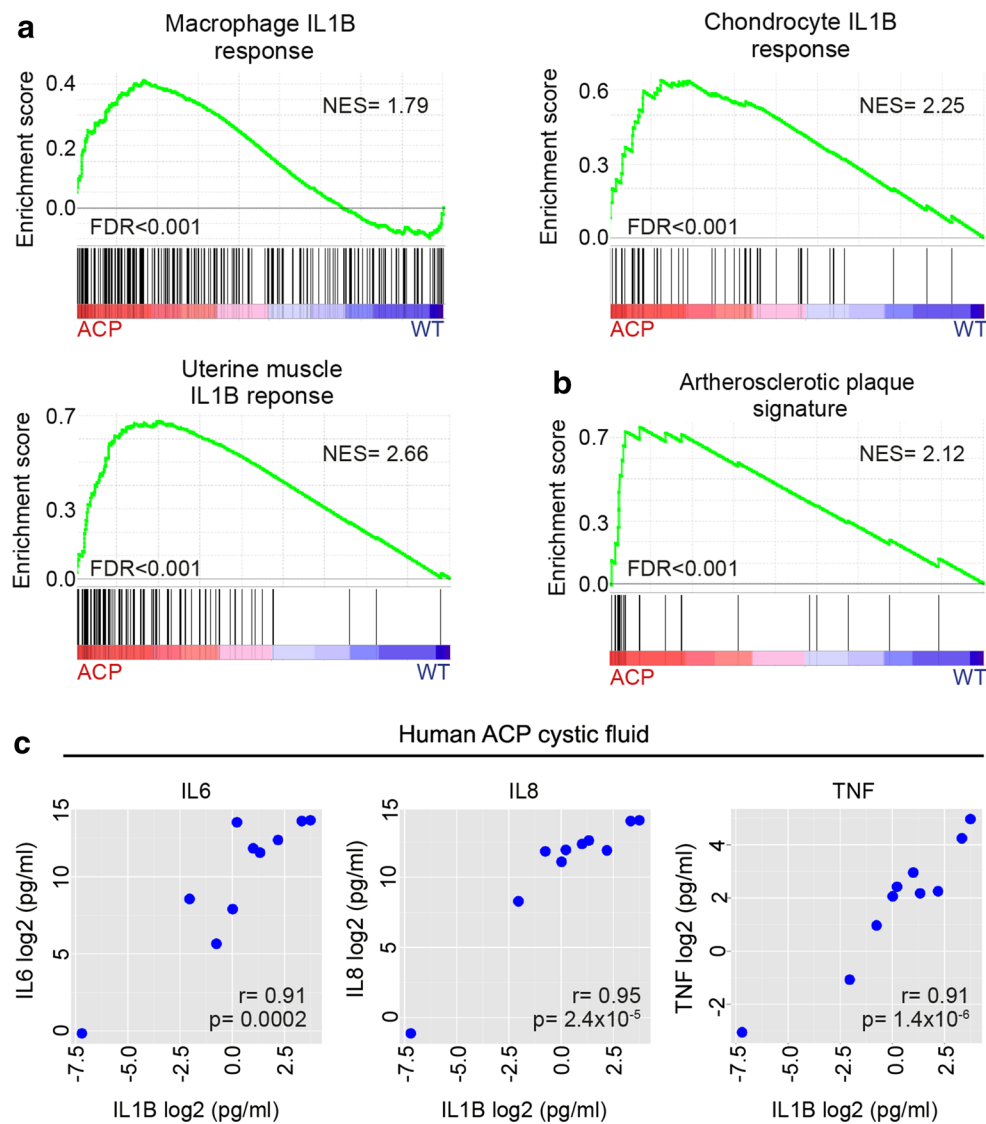 a
Macrophage IL1B
response
Enrichment score
0.4
0.2
0.0
NES= 1.79
FDR<0.001
ACP
WT
Chondrocyte IL1B
response
Enrichment score
0.6
0.3
0.0
NES= 2.25
FDR<0.001
ACP
WT
Uterine muscle
IL1B reponse
Enrichment score
0.7
0.3
0.0
NES= 2.66
FDR<0.001
ACP
WT
b
Artherosclerotic plaque
signature
Enrichment score
0.7
0.3
0.0
NES= 2.12
FDR<0.001
ACP
WT
c
Human ACP cystic fluid
IL6
IL6 log2 (pg/ml)
15
10
5
0
r= 0.91
p= 0.0002
-7.5
-5.0
-2.5
0.0
2.5
IL1B log2 (pg/ml)
IL8
IL8 log2 (pg/ml)
15
10
5
0
r= 0.95
p= 2.4x10⁻⁵
-7.5
-5.0
-2.5
0.0
2.5
IL1B log2 (pg/ml)
TNF
TNF log2 (pg/ml)
4
2
0
-2
r= 0.91
p= 1.4x10⁻⁶
-7.5
-5.0
-2.5
0.0
2.5
IL1B log2 (pg/ml)